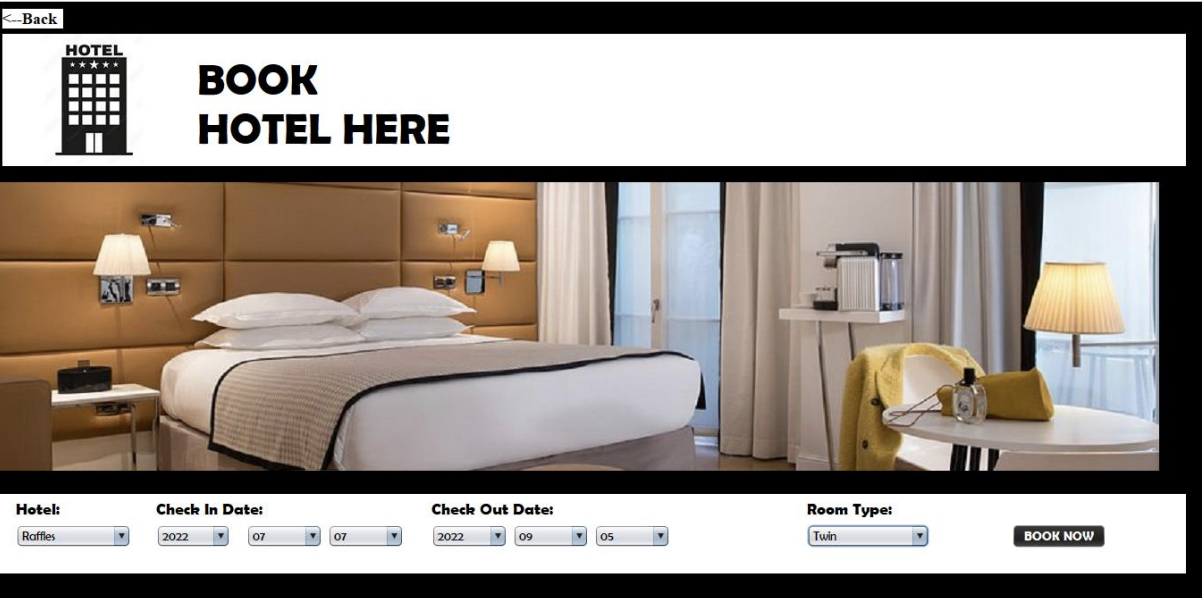 <--Back
HOTEL
BOOK
HOTEL HERE
Hotel: Check In Date: Check Out Date: Room Type:
Raffles 2022 07 07 2022 09 05 Twin BOOK NOW